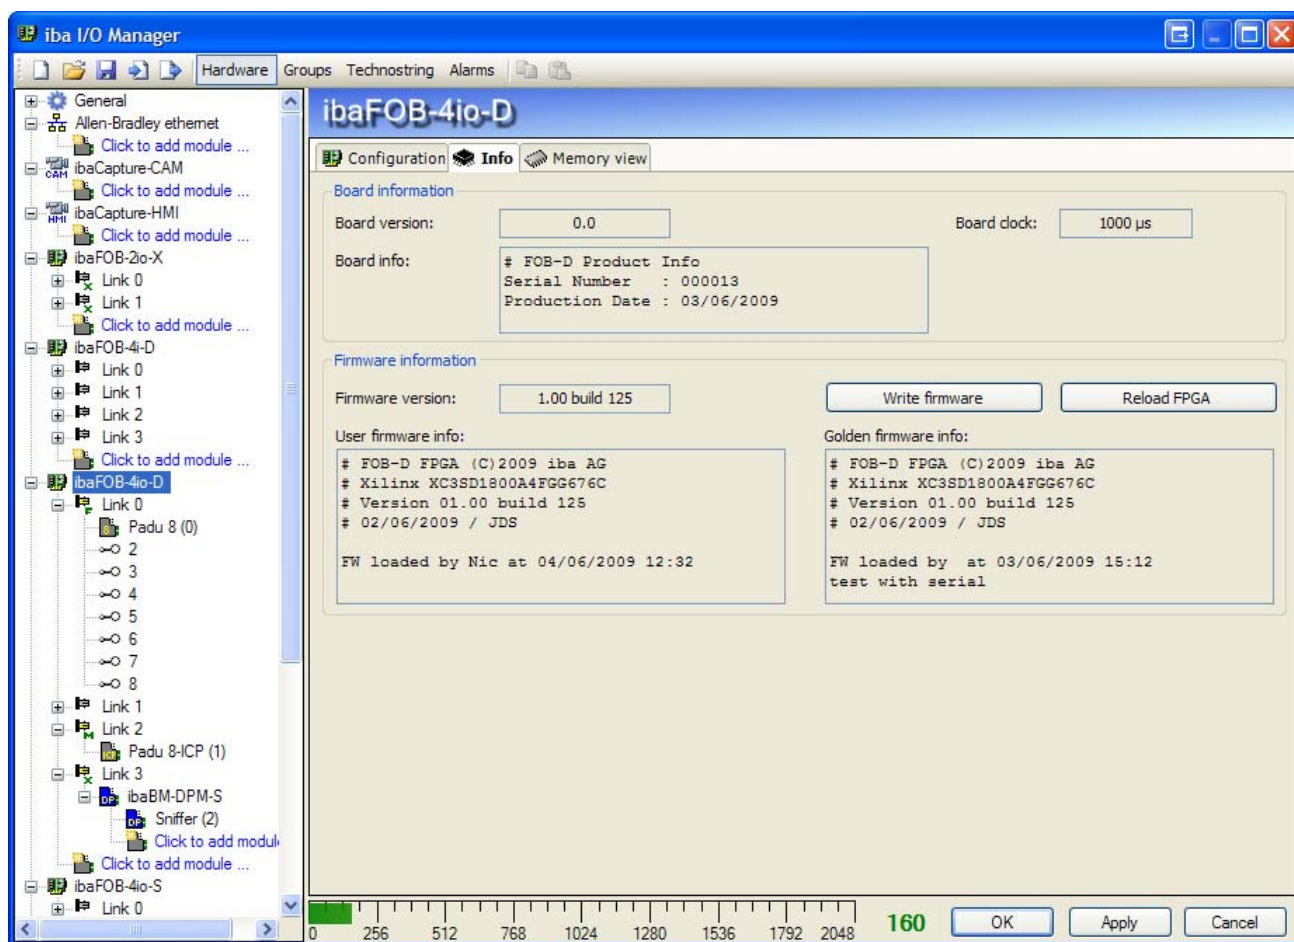 iba I/O Manager
Hardware Groups Technostring Alarms
General
Allen-Bradley ethernet
Click to add module ...
ibaCapture-CAM
Click to add module ...
ibaCapture-HMI
Click to add module ...
ibaFOB-2io-X
Link 0
Link 1
Click to add module ...
ibaFOB-4i-D
Link 0
Link 1
Link 2
Link 3
Click to add module ...
ibaFOB-4io-D
Link 0
Padu 8 (0)
2
3
4
5
6
7
8
Link 1
Link 2
Padu 8-ICP (1)
Link 3
ibaBM-DPM-S
Sniffer (2)
Click to add modul
Click to add module ...
ibaFOB-4io-S
Link 0
ibaFOB-4io-D
Configuration Info Memory view
Board information
Board version: 0.0 Board clock: 1000 µs
Board info:
# FOB-D Product Info
Serial Number : 000013
Production Date : 03/06/2009
Firmware information
Firmware version: 1.00 build 125 Write firmware Reload FPGA
User firmware info:
# FOB-D FPGA (C)2009 iba AG
# Xilinx XC3SD1800A4FGG676C
# Version 01.00 build 125
# 02/06/2009 / JDS
FW loaded by Nic at 04/06/2009 12:32
Golden firmware info:
# FOB-D FPGA (C)2009 iba AG
# Xilinx XC3SD1800A4FGG676C
# Version 01.00 build 125
# 02/06/2009 / JDS
FW loaded by  at 03/06/2009 15:12
test with serial
0 256 512 768 1024 1280 1536 1792 2048
160 OK Apply Cancel